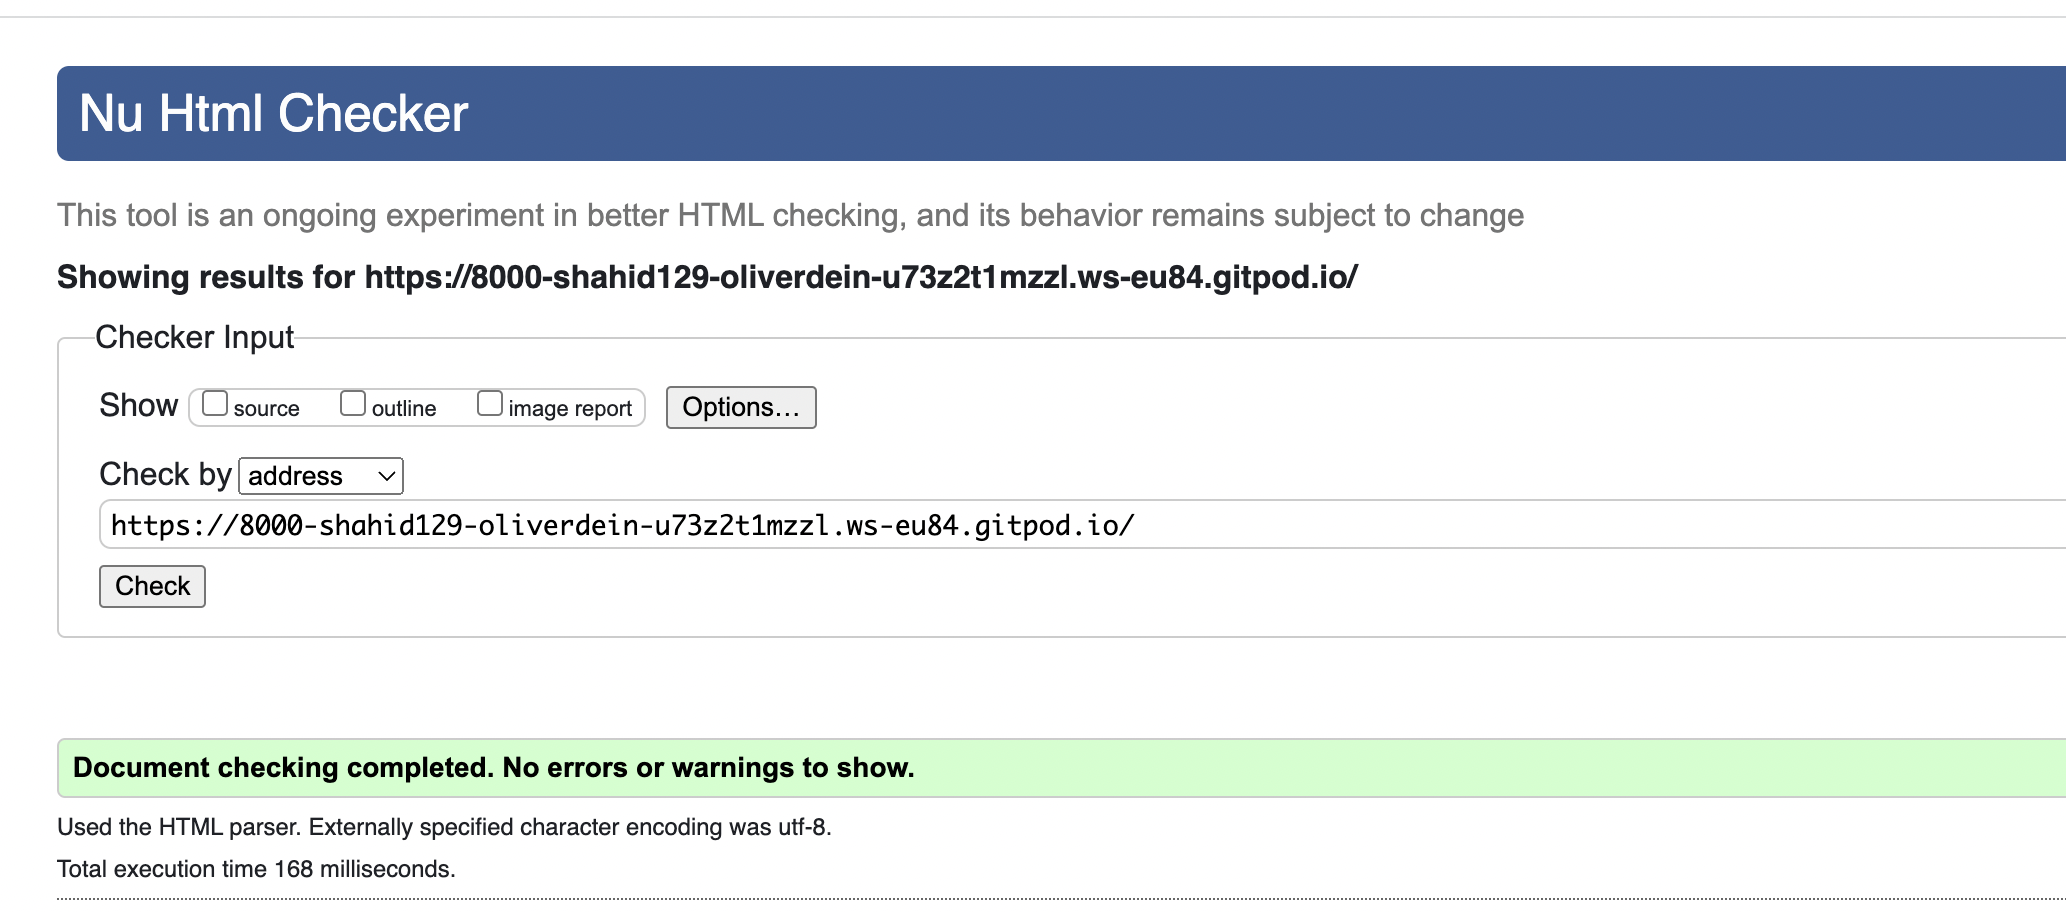 Nu Html Checker
This tool is an ongoing experiment in better HTML checking, and its behavior remains subject to change
Showing results for https://8000-shahid129-oliverdein-u73z2t1mzzl.ws-eu84.gitpod.io/
Checker Input
Show source outline image report Options…
Check by address
https://8000-shahid129-oliverdein-u73z2t1mzzl.ws-eu84.gitpod.io/
Check
Document checking completed. No errors or warnings to show.
Used the HTML parser. Externally specified character encoding was utf-8.
Total execution time 168 milliseconds.